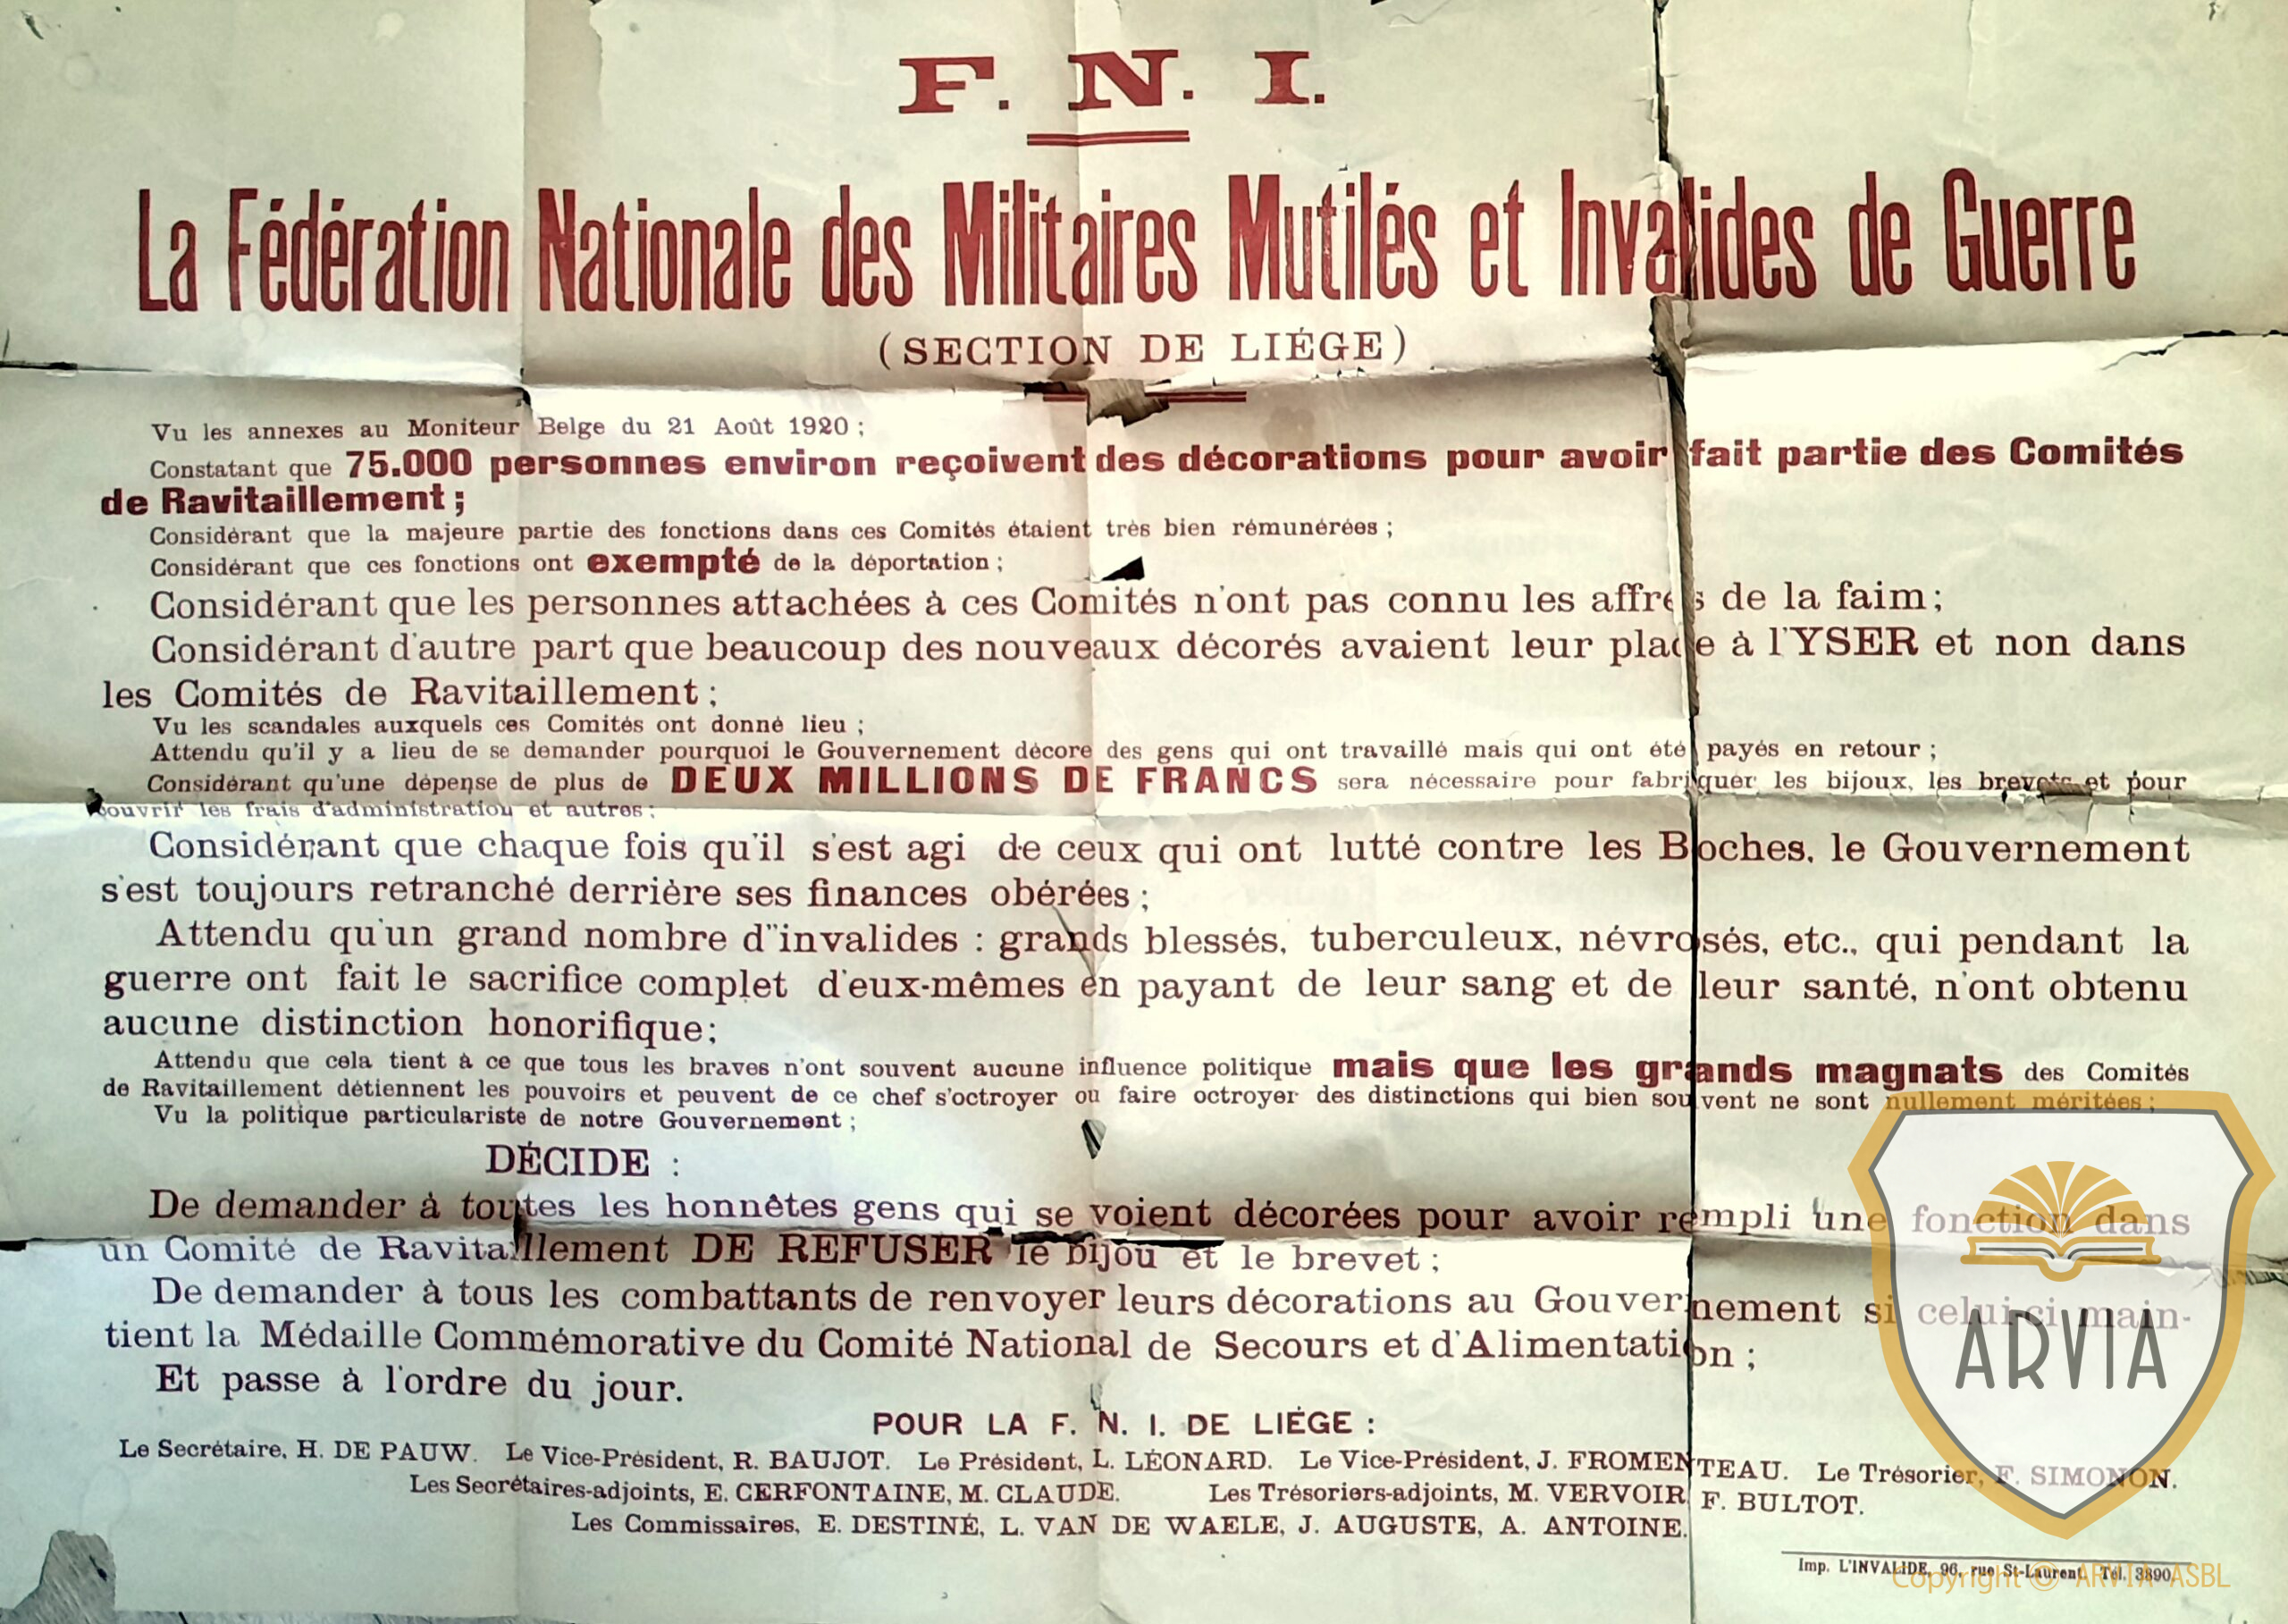 F. N. I.
La Fédération Nationale des Militaires Mutilés et Invalides de Guerre
(SECTION DE LIÉGE)
Vu les annexes au Moniteur Belge du 21 Août 1920 ;
Constatant que 75.000 personnes environ reçoivent des décorations pour avoir fait partie des Comités
de Ravitaillement ;
Considérant que la majeure partie des fonctions dans ces Comités étaient très bien rémunérées ;
Considérant que ces fonctions ont exempté de la déportation ;
Considérant que les personnes attachées à ces Comités n'ont pas connu les affres de la faim ;
Considérant d'autre part que beaucoup des nouveaux décorés avaient leur place à l'YSER et non dans
les Comités de Ravitaillement ;
Vu les scandales auxquels ces Comités ont donné lieu ;
Attendu qu'il y a lieu de se demander pourquoi le Gouvernement décore des gens qui ont travaillé mais qui ont été payés en retour ;
Considérant qu'une dépense de plus de DEUX MILLIONS DE FRANCS sera nécessaire pour fabriquer les bijoux, les brevets et pour
couvrir les frais d'administration et autres ;
Considérant que chaque fois qu'il s'est agi de ceux qui ont lutté contre les Boches, le Gouvernement
s'est toujours retranché derrière ses finances obérées ;
Attendu qu'un grand nombre d''invalides : grands blessés, tuberculeux, névrosés, etc., qui pendant la
guerre ont fait le sacrifice complet d'eux-mêmes en payant de leur sang et de leur santé, n'ont obtenu
aucune distinction honorifique ;
Attendu que cela tient à ce que tous les braves n'ont souvent aucune influence politique mais que les grands magnats des Comités
de Ravitaillement détiennent les pouvoirs et peuvent de ce chef s'octroyer ou faire octroyer des distinctions qui bien souvent ne sont nullement méritées ;
Vu la politique particulariste de notre Gouvernement ;
DÉCIDE :
De demander à toutes les honnêtes gens qui se voient décorées pour avoir rempli une fonction dans
un Comité de Ravitaillement DE REFUSER le bijou et le brevet ;
De demander à tous les combattants de renvoyer leurs décorations au Gouvernement si celui-ci main-
tient la Médaille Commémorative du Comité National de Secours et d'Alimentation ;
Et passe à l'ordre du jour.
POUR LA F. N. I. DE LIÉGE :
Le Secrétaire, H. DE PAUW. Le Vice-Président, R. BAUJOT. Le Président, L. LÉONARD. Le Vice-Président, J. FROMENTEAU. Le Trésorier, F. SIMONON.
Les Secrétaires-adjoints, E. CERFONTAINE, M. CLAUDE. Les Trésoriers-adjoints, M. VERVOIR F. BULTOT.
Les Commissaires, E. DESTINÉ, L. VAN DE WAELE, J. AUGUSTE, A. ANTOINE.
Imp. L'INVALIDE, 96, rue St-Laurent. Tél. 3890.
ARVIA
Copyright © ARVIA ASBL